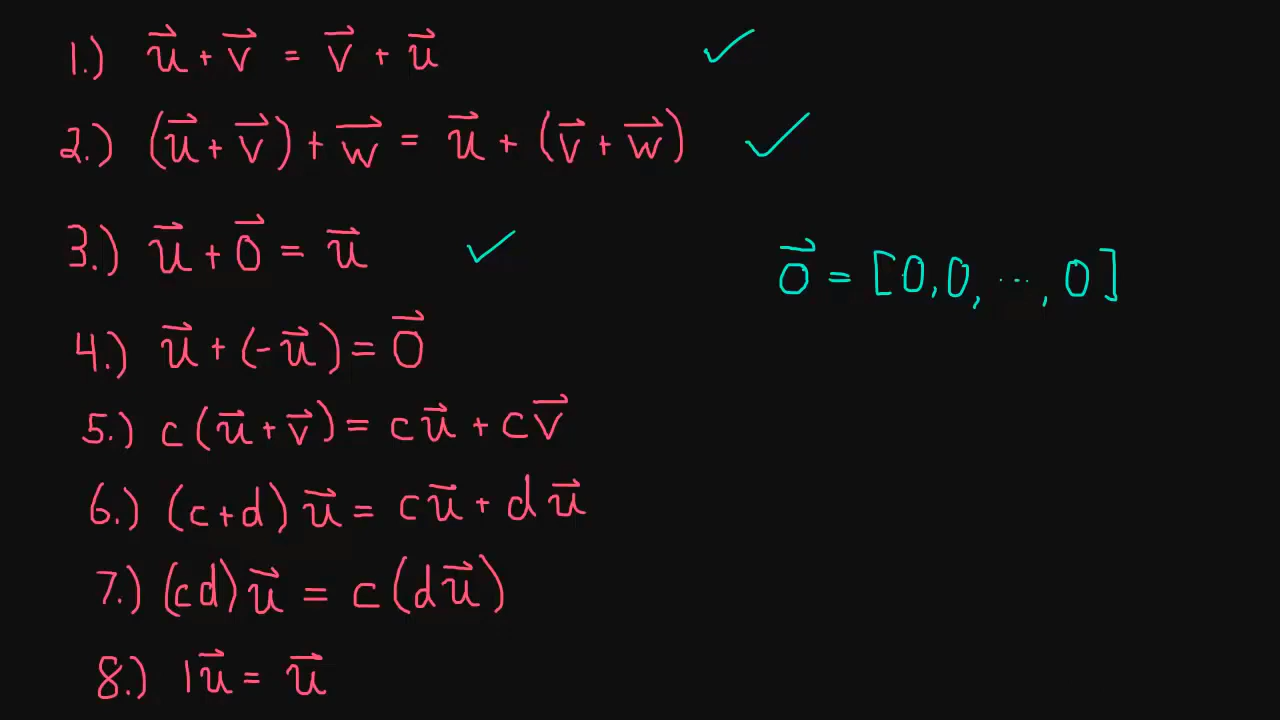 1.) u⃗ + v⃗ = v⃗ + u⃗ ✓
2.) (u⃗ + v⃗) + w⃗ = u⃗ + (v⃗ + w⃗) ✓
3.) u⃗ + 0⃗ = u⃗ ✓
0⃗ = [0, 0, ⋯, 0]
4.) u⃗ + (-u⃗) = 0⃗
5.) c(u⃗ + v⃗) = cu⃗ + cv⃗
6.) (c+d)u⃗ = cu⃗ + du⃗
7.) (cd)u⃗ = c(du⃗)
8.) 1u⃗ = u⃗